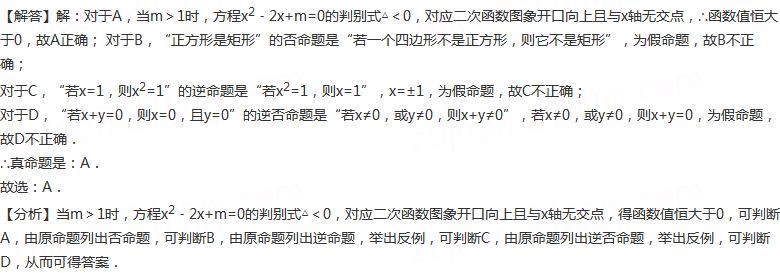 【解答】解：对于A，当m＞1时，方程x²﹣2x+m=0的判别式△＜0，对应二次函数图象开口向上且与x轴无交点，∴函数值恒大
于0，故A正确； 对于B，“正方形是矩形”的否命题是“若一个四边形不是正方形，则它不是矩形”，为假命题，故B不正
确；
对于C，“若x=1，则x²=1”的逆命题是“若x²=1，则x=1”，x=±1，为假命题，故C不正确；
对于D，“若x+y=0，则x=0，且y=0”的逆否命题是“若x≠0，或y≠0，则x+y≠0”，若x≠0，或y≠0，则x+y=0，为假命题，
故D不正确．
∴真命题是：A．
故选：A．
【分析】当m＞1时，方程x²﹣2x+m=0的判别式△＜0，对应二次函数图象开口向上且与x轴无交点，得函数值恒大于0，可判断
A，由原命题列出否命题，可判断B，由原命题列出逆命题，举出反例，可判断C，由原命题列出逆否命题，举出反例，可判断
D，从而可得答案．